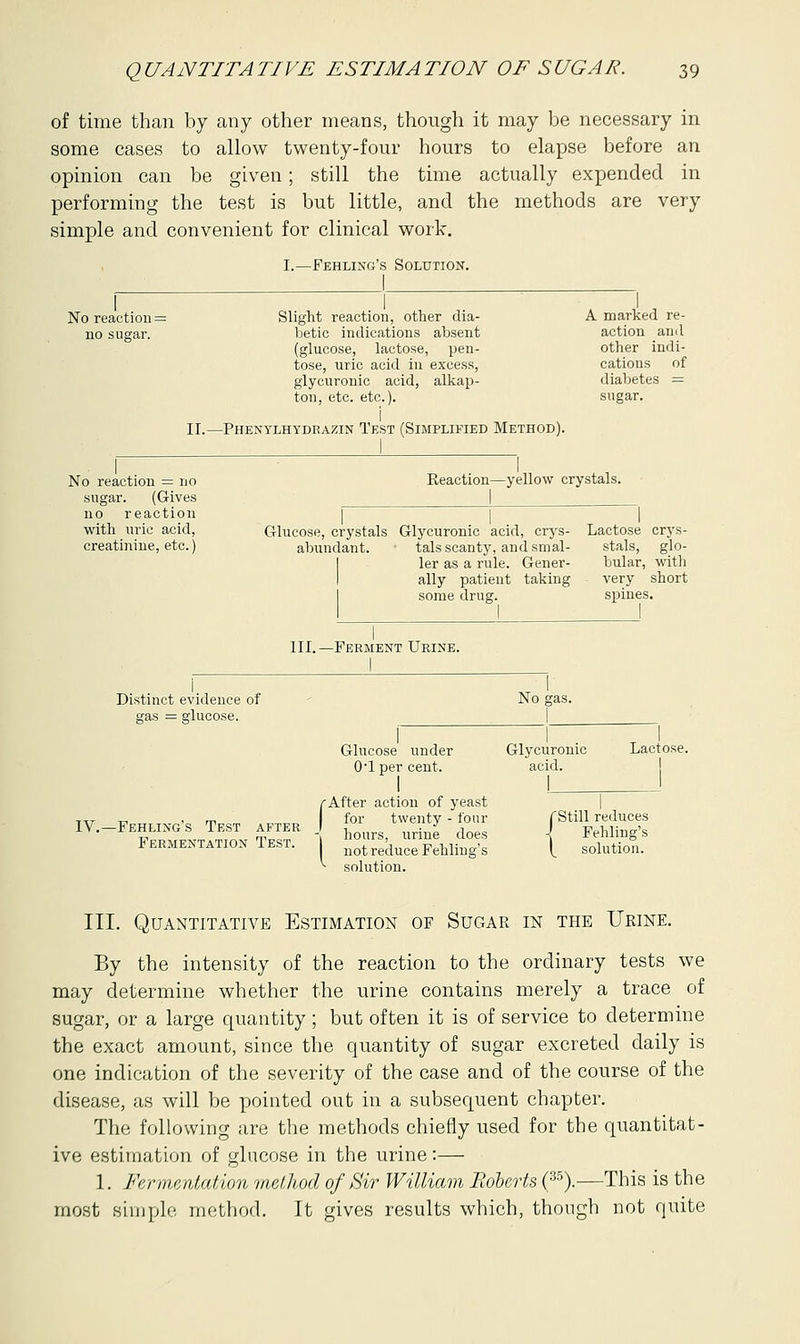 QUANTITATIVE ESTIMATION OF SUGAR. 39
of time than by any other means, though it may be necessary in
some cases to allow twenty-four hours to elapse before an
opinion can be given; still the time actually expended in
performing the test is but little, and the methods are very
simple and convenient for clinical work.
I.—Fehling's Solution.
No reaction=
no sugar.
Slight reaction, other dia-
betic indications absent
(glucose, lactose, pen-
tose, uric acid in excess,
glycuronic acid, alkap-
ton, etc. etc.).
A marked re-
action and
other indi-
cations of
diabetes =
sugar.
II.—Phenylhydrazin Test (Simplified Method).
No reaction = no
sugar. (Gives
no reaction
with uric acid,
creatinine, etc.)
Reaction—yellow crystals.
Glucose, crystals
abundant.
Glycuronic acid, crys-
tals scanty, and smal-
ler as a rule. Gener-
ally patient taking
some drug.
Lactose crys-
stals, glo-
bular, with
very short
spines.
III.—Ferment Urine.
Distinct evidence of
gas = glucose.
No gas.
Glucose under
0·1 per cent.
Glycuronic
acid.
Lactose.
IV.—Fehling's Test after
Fermentation Test.
After action of yeast
for twenty-four
hours, urine does
not reduce Fehling's
solution.
Still reduces
Fehling's
solution.
III. Quantitative Estimation of Sugar in the Urine.
By the intensity of the reaction to the ordinary tests we
may determine whether the urine contains merely a trace of
sugar, or a large quantity; but often it is of service to determine
the exact amount, since the quantity of sugar excreted daily is
one indication of the severity of the case and of the course of the
disease, as will be pointed out in a subsequent chapter.
The following are the methods chiefly used for the quantitat-
ive estimation of glucose in the urine:—
1. Fermentation method of Sir William Roberts (35).—This is the
most simple method. It gives results which, though not quite